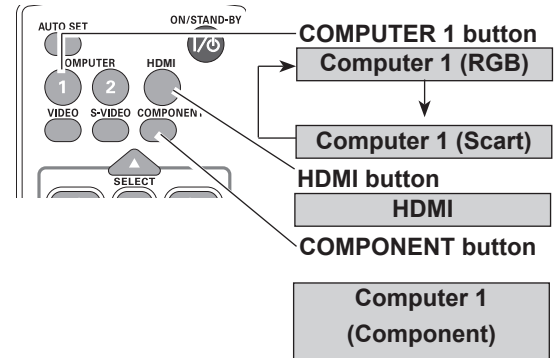 AUTO SET
ON/STAND-BY
COMPUTER 1 button
OMPUTER
HDMI
1
2
VIDEO
S-VIDEO
COMPONENT
SELECT
Computer 1 (RGB)
Computer 1 (Scart)
HDMI button
HDMI
COMPONENT button
Computer 1
(Component)